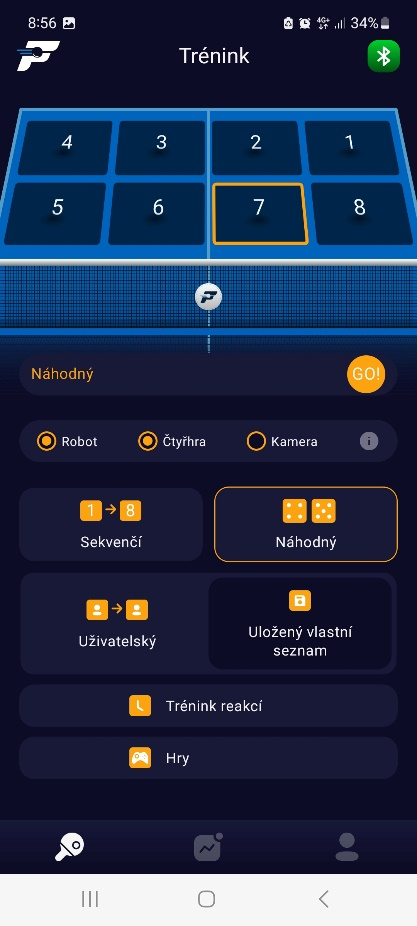 8:56 4G+ 34%
Trénink
4 3 2 1
5 6 7 8
Náhodný GO!
Robot Čtyřhra Kamera i
1 8
Sekvenčí Náhodný
Uživatelský
Uložený vlastní
seznam
Trénink reakcí
Hry